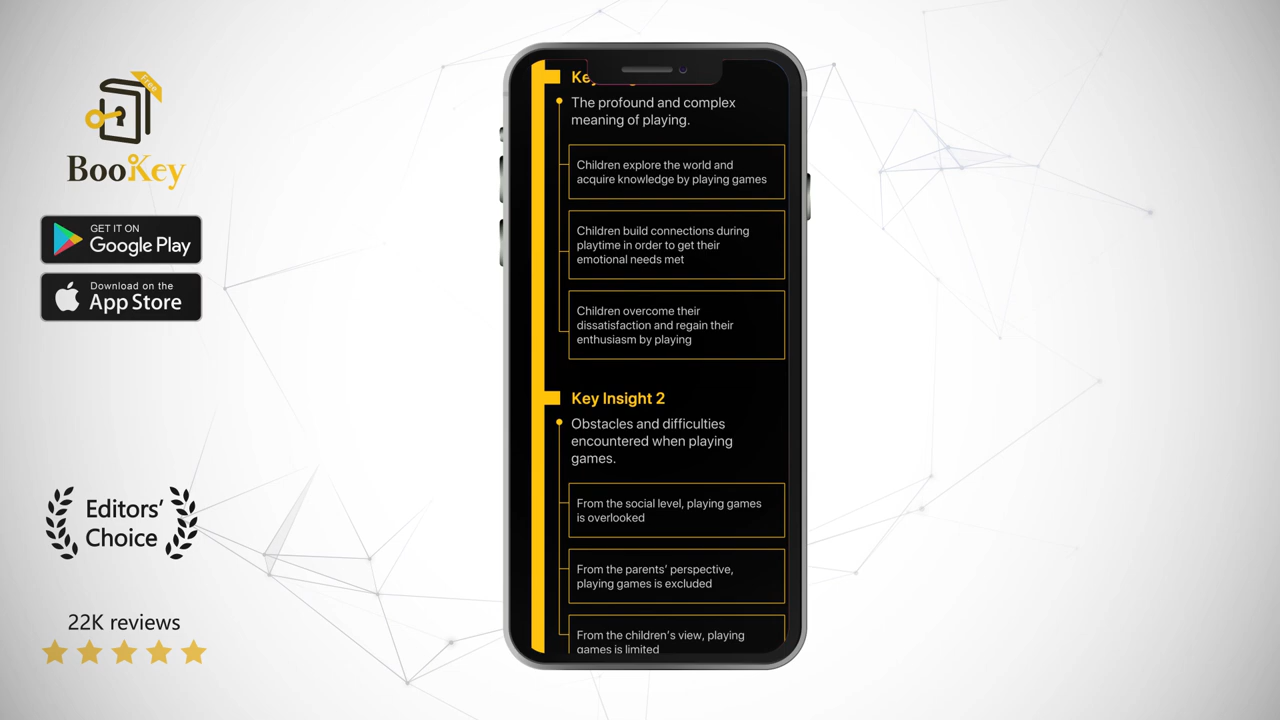 Free
BooKey
GET IT ON
Google Play
Download on the
App Store
Editors’
Choice
22K reviews
The profound and complex
meaning of playing.
Children explore the world and
acquire knowledge by playing games
Children build connections during
playtime in order to get their
emotional needs met
Children overcome their
dissatisfaction and regain their
enthusiasm by playing
Key Insight 2
Obstacles and difficulties
encountered when playing
games.
From the social level, playing games
is overlooked
From the parents’ perspective,
playing games is excluded
From the children’s view, playing
games is limited